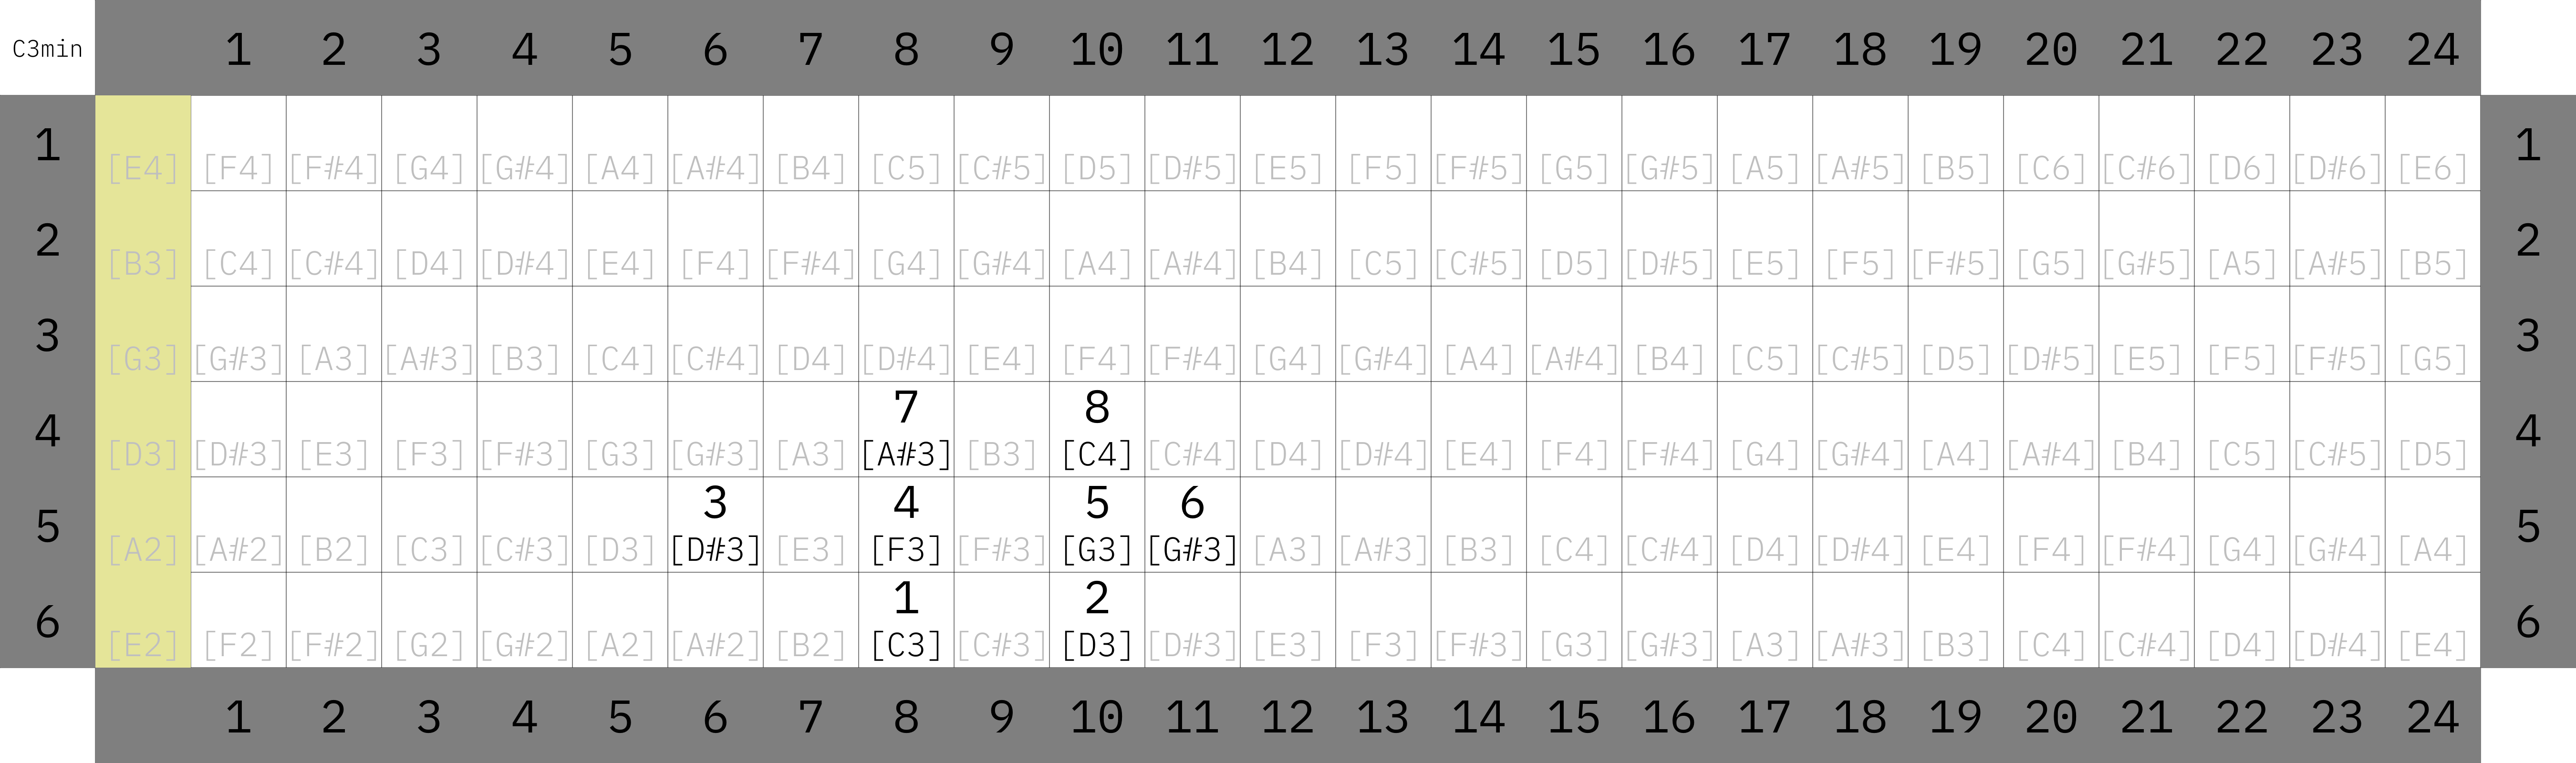 C3min 1 2 3 4 5 6 7 8 9 10 11 12 13 14 15 16 17 18 19 20 21 22 23 24
1 [E4] [F4] [F#4] [G4] [G#4] [A4] [A#4] [B4] [C5] [C#5] [D5] [D#5] [E5] [F5] [F#5] [G5] [G#5] [A5] [A#5] [B5] [C6] [C#6] [D6] [D#6] [E6] 1
2 [B3] [C4] [C#4] [D4] [D#4] [E4] [F4] [F#4] [G4] [G#4] [A4] [A#4] [B4] [C5] [C#5] [D5] [D#5] [E5] [F5] [F#5] [G5] [G#5] [A5] [A#5] [B5] 2
3 [G3] [G#3] [A3] [A#3] [B3] [C4] [C#4] [D4] [D#4] [E4] [F4] [F#4] [G4] [G#4] [A4] [A#4] [B4] [C5] [C#5] [D5] [D#5] [E5] [F5] [F#5] [G5] 3
7 8
4 [D3] [D#3] [E3] [F3] [F#3] [G3] [G#3] [A3] [A#3] [B3] [C4] [C#4] [D4] [D#4] [E4] [F4] [F#4] [G4] [G#4] [A4] [A#4] [B4] [C5] [C#5] [D5] 4
3 4 5 6
5 [A2] [A#2] [B2] [C3] [C#3] [D3] [D#3] [E3] [F3] [F#3] [G3] [G#3] [A3] [A#3] [B3] [C4] [C#4] [D4] [D#4] [E4] [F4] [F#4] [G4] [G#4] [A4] 5
1 2
6 [E2] [F2] [F#2] [G2] [G#2] [A2] [A#2] [B2] [C3] [C#3] [D3] [D#3] [E3] [F3] [F#3] [G3] [G#3] [A3] [A#3] [B3] [C4] [C#4] [D4] [D#4] [E4] 6
1 2 3 4 5 6 7 8 9 10 11 12 13 14 15 16 17 18 19 20 21 22 23 24